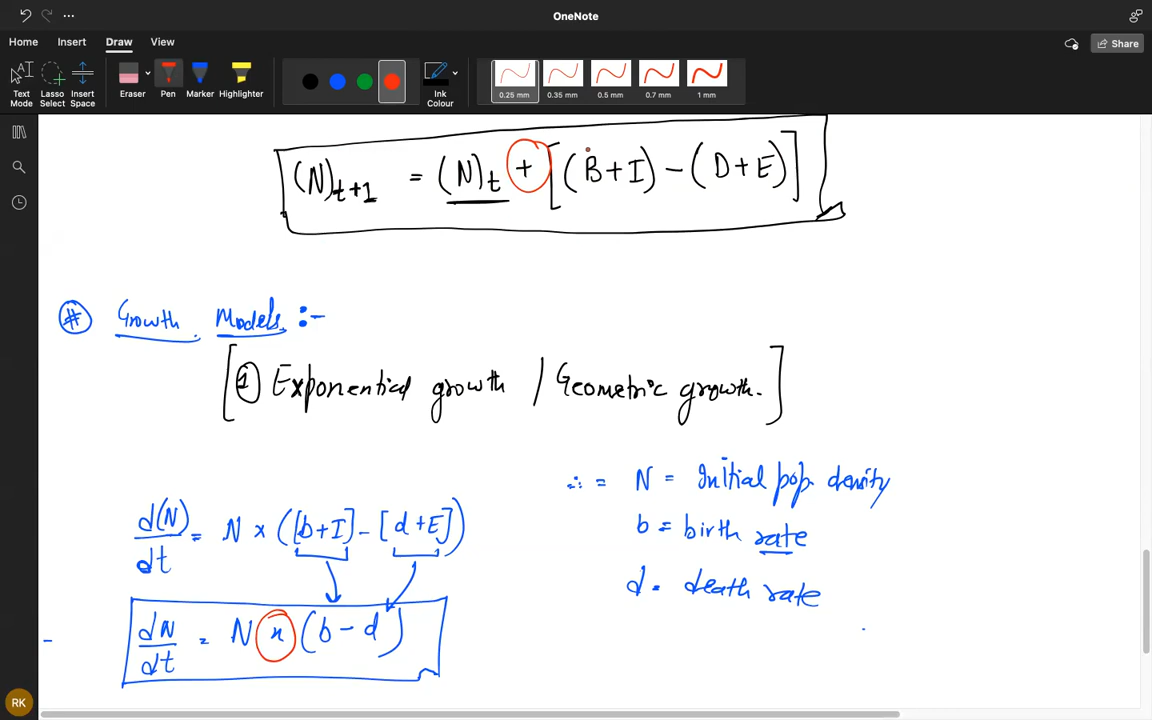 OneNote
Home Insert Draw View
Share
Text Mode
Lasso Select
Insert Space
Eraser
Pen
Marker
Highlighter
Ink Colour
0.25 mm 0.35 mm 0.5 mm 0.7 mm 1 mm
(N)t+1 = (N)t + [(B+I) - (D+E)]
# Growth Models :-
[① Exponential growth / Geometric growth.]
∴ = N = Initial pop density
b = birth rate
d = death rate
d(N)/dt = N × ([b+I] - [d+E])
dN/dt = N × (b - d)
RK